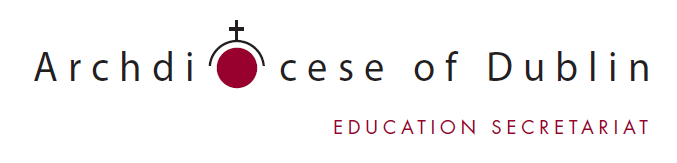 Archdiocese of Dublin
EDUCATION SECRETARIAT